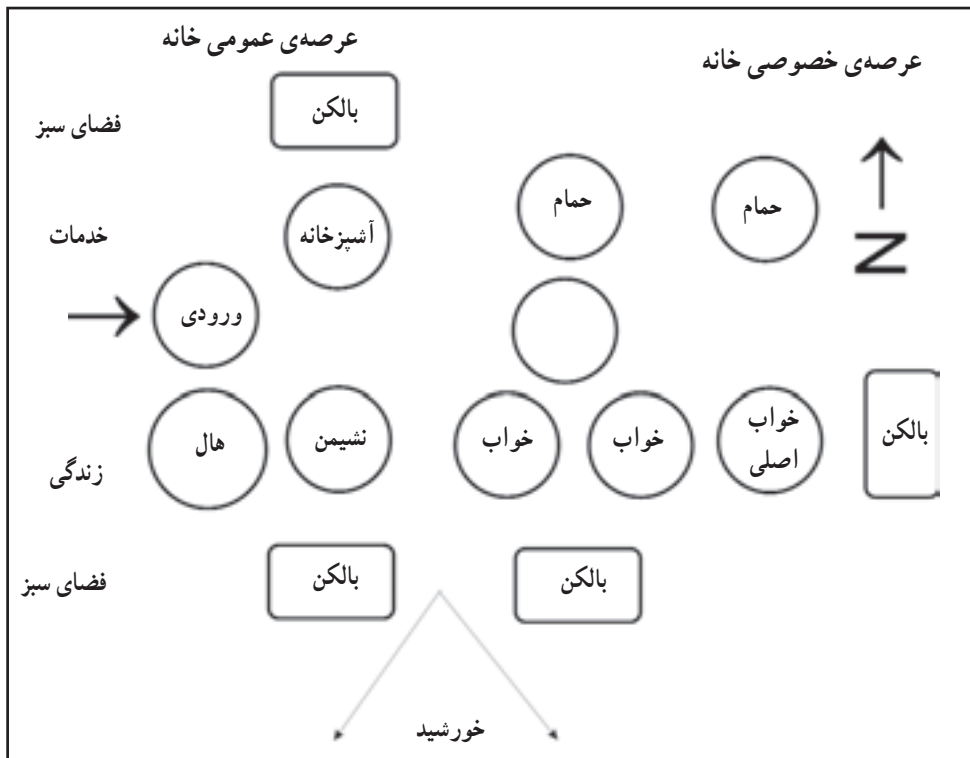 عرصه‌ی عمومی خانه
عرصه‌ی خصوصی خانه
بالکن
فضای سبز
حمام
حمام
آشپزخانه
خدمات
N
ورودی
خواب
اصلی
خواب
خواب
نشیمن
هال
بالکن
زندگی
بالکن
بالکن
فضای سبز
خورشید